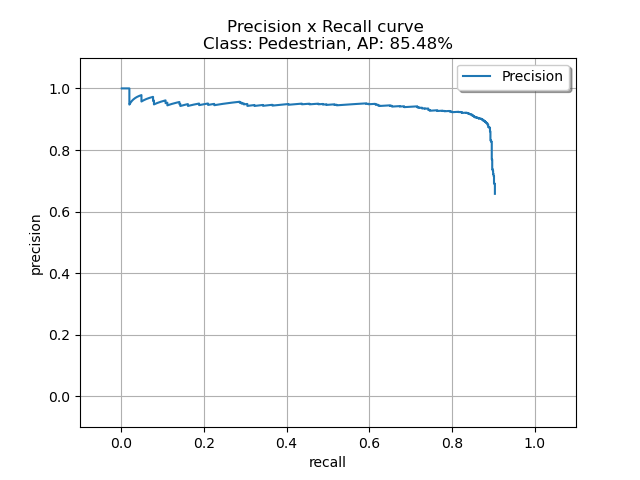 Precision x Recall curve
Class: Pedestrian, AP: 85.48%
Precision
1.0
0.8
0.6
0.4
0.2
0.0
precision
0.0 0.2 0.4 0.6 0.8 1.0
recall